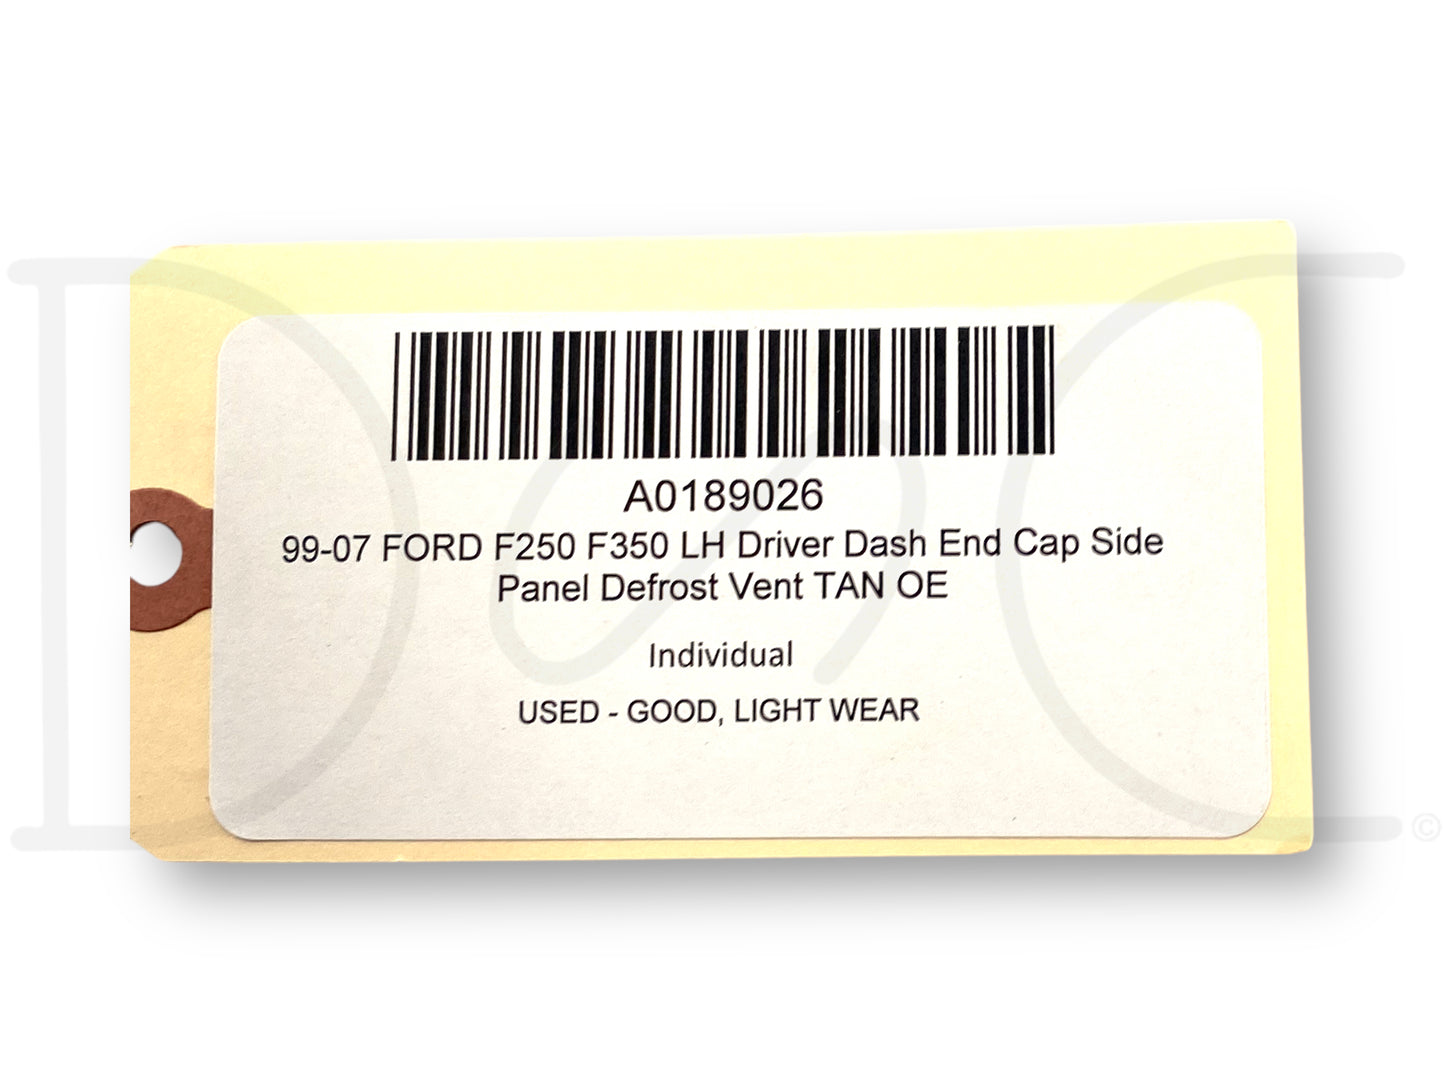 A0189026
99-07 FORD F250 F350 LH Driver Dash End Cap Side
Panel Defrost Vent TAN OE
Individual
USED - GOOD, LIGHT WEAR
©